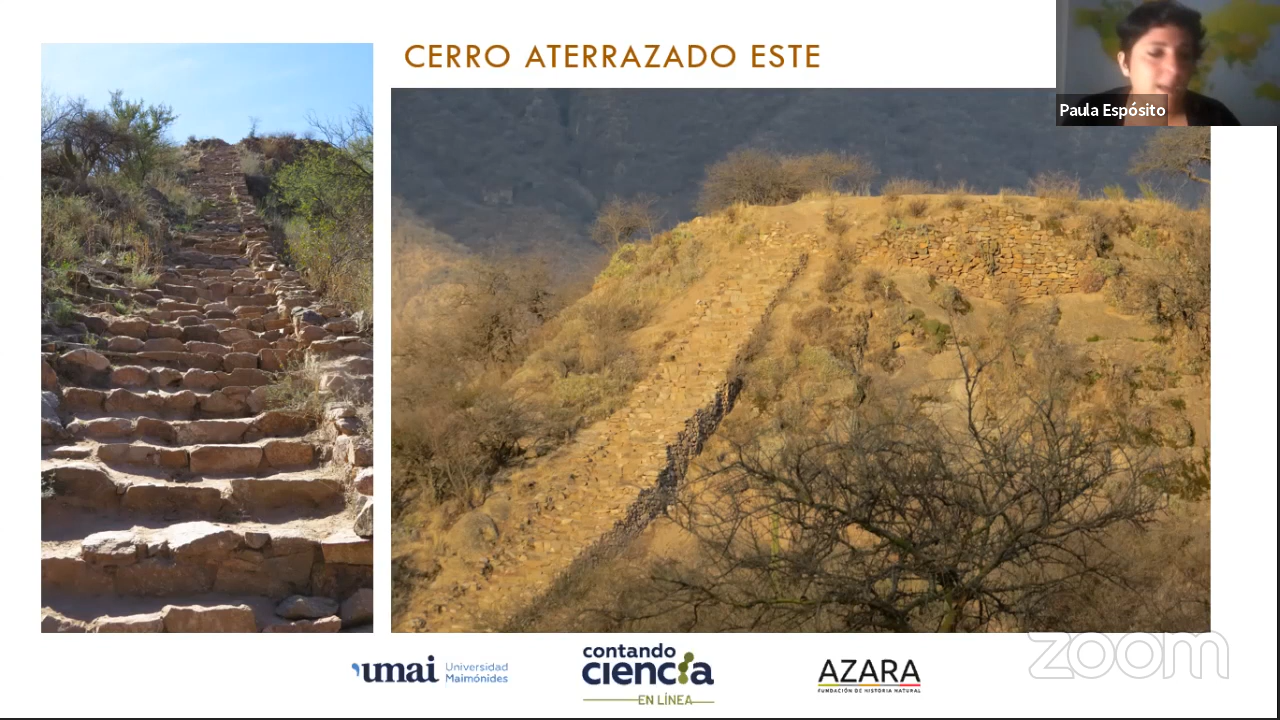 CERRO ATERRAZADO ESTE
Paula Espósito
umai Universidad
Maimónides
contando
ciencia
EN LÍNEA
AZARA
FUNDACIÓN DE HISTORIA NATURAL
zoom